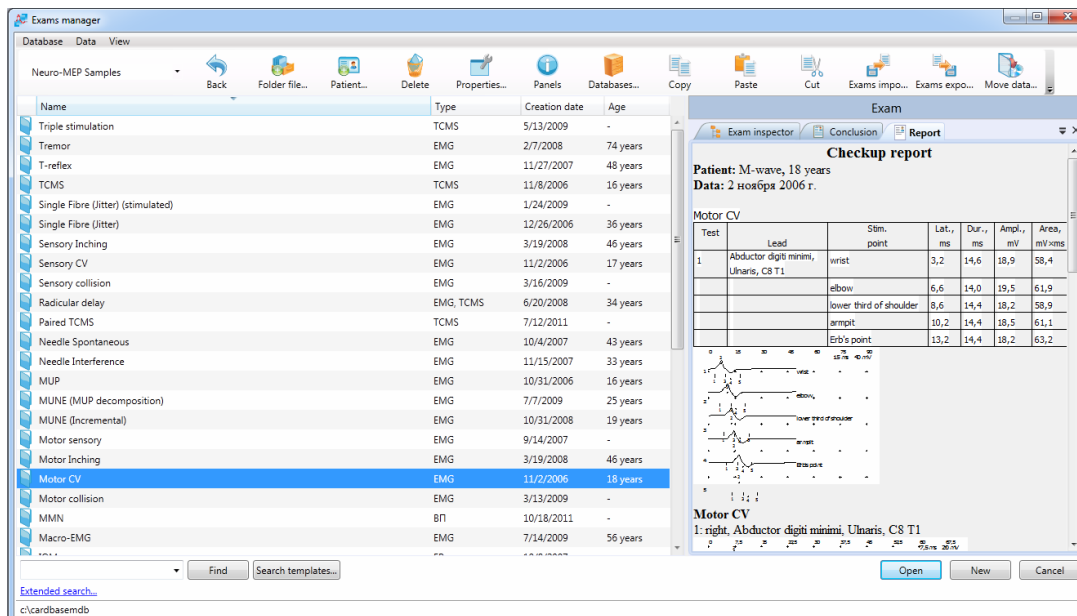 Exams manager
Database Data View
Neuro-MEP Samples
Back Folder file... Patient... Delete Properties... Panels Databases... Copy Paste Cut Exams impo... Exams expo... Move data...
Name Type Creation date Age
Triple stimulation TCMS 5/13/2009 -
Tremor EMG 2/7/2008 74 years
T-reflex EMG 11/27/2007 48 years
TCMS TCMS 11/8/2006 16 years
Single Fibre (Jitter) (stimulated) EMG 1/24/2009 -
Single Fibre (Jitter) EMG 12/26/2006 36 years
Sensory Inching EMG 3/19/2008 46 years
Sensory CV EMG 11/2/2006 17 years
Sensory collision EMG 3/16/2009 -
Radicular delay EMG, TCMS 6/20/2008 34 years
Paired TCMS TCMS 7/12/2011 -
Needle Spontaneous EMG 10/4/2007 43 years
Needle Interference EMG 11/15/2007 33 years
MUP EMG 10/31/2006 16 years
MUNE (MUP decomposition) EMG 7/7/2009 25 years
MUNE (Incremental) EMG 10/31/2008 19 years
Motor sensory EMG 9/14/2007 -
Motor Inching EMG 3/19/2008 46 years
Motor CV EMG 11/2/2006 18 years
Motor collision EMG 3/13/2009 -
MMN ВП 10/18/2011 -
Macro-EMG EMG 7/14/2009 56 years
Exam
Exam inspector Conclusion Report
Checkup report
Patient: M-wave, 18 years
Data: 2 ноября 2006 г.
Motor CV
Test Lead Stim. point Lat., ms Dur., ms Ampl., mV Area, mV×ms
1 Abductor digiti minimi, Ulnaris, C8 T1 wrist 3,2 14,6 18,9 58,4
elbow 6,6 14,0 19,5 61,9
lower third of shoulder 8,6 14,4 18,2 58,9
armpit 10,2 14,4 18,5 61,1
Erb's point 13,2 14,4 18,2 63,2
wrist
elbow
lower third of shoulder
armpit
Erb's point
Motor CV
1: right, Abductor digiti minimi, Ulnaris, C8 T1
Find Search templates... Open New Cancel
Extended search...
c:\cardbasemdb